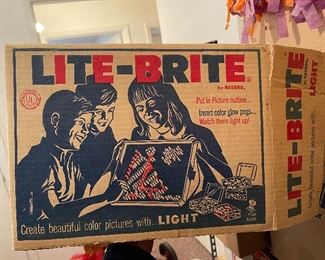 LITE-BRITE
by HASBRO
Put in Picture outline...
Insert color glow pegs...
Watch them light up!
Create beautiful color pictures with... LIGHT
LITE-BRITE
LIGHT